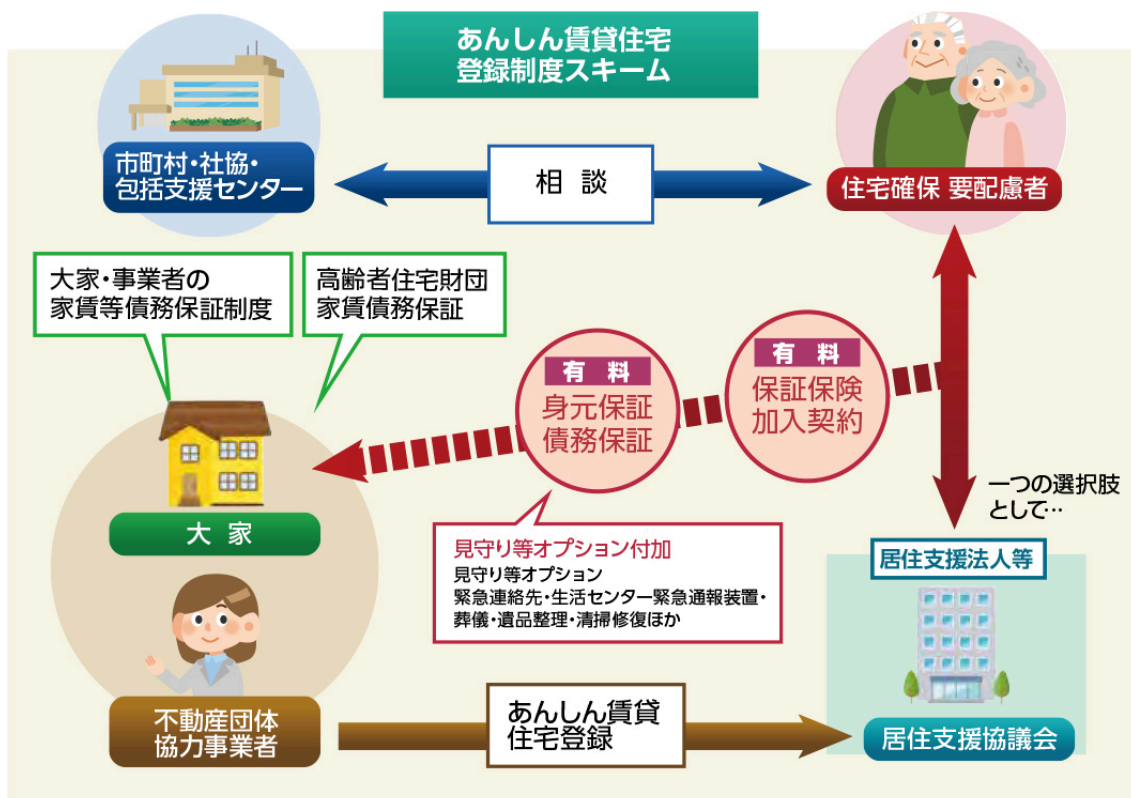 あんしん賃貸住宅
登録制度スキーム
市町村・社協・
包括支援センター
相 談
住宅確保 要配慮者
大家・事業者の
家賃等債務保証制度
高齢者住宅財団
家賃債務保証
有 料
身元保証
債務保証
有 料
保証保険
加入契約
一つの選択肢
として…
大 家
見守り等オプション付加
見守り等オプション
緊急連絡先・生活センター緊急通報装置・
葬儀・遺品整理・清掃修復ほか
居住支援法人等
不動産団体
協力事業者
あんしん賃貸
住宅登録
居住支援協議会